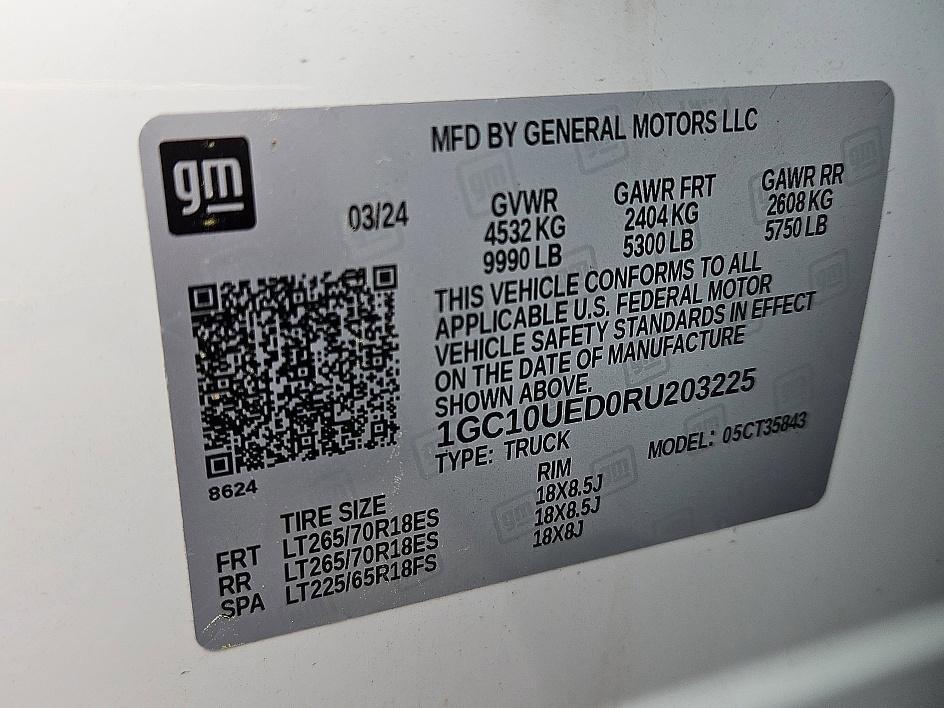 MFD BY GENERAL MOTORS LLC
gm
03/24
GVWR GAWR FRT GAWR RR
4532 KG 2404 KG 2608 KG
9990 LB 5300 LB 5750 LB
THIS VEHICLE CONFORMS TO ALL
APPLICABLE U.S. FEDERAL MOTOR
VEHICLE SAFETY STANDARDS IN EFFECT
ON THE DATE OF MANUFACTURE
SHOWN ABOVE.
1GC10UED0RU203225
TYPE: TRUCK MODEL: 05CT35843
8624
TIRE SIZE RIM
FRT LT265/70R18ES 18X8.5J
RR LT265/70R18ES 18X8.5J
SPA LT225/65R18FS 18X8J